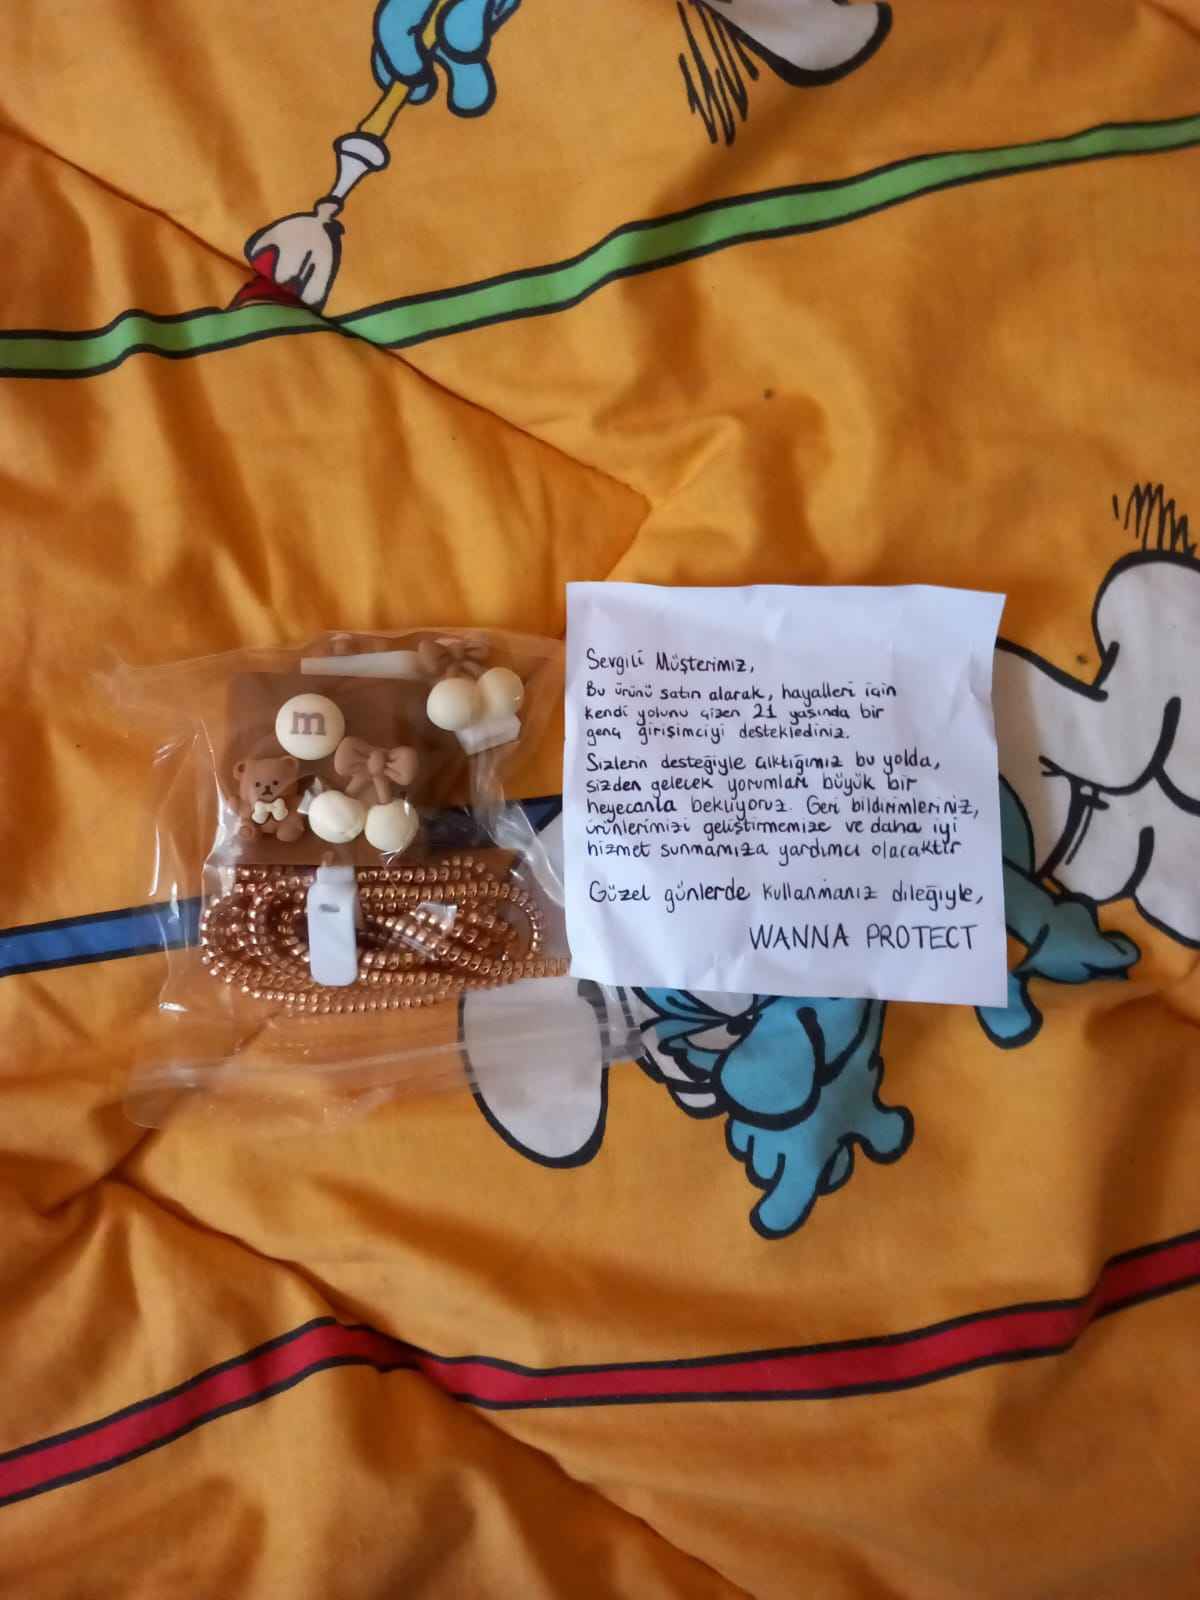 m
Sevgili Müşterimiz,
Bu ürünü satın alarak, hayalleri için
kendi yolunu çizen 21 yaşında bir
genç girişimciyi desteklediniz.
Sizlerin desteğiyle çıktığımız bu yolda,
sizden gelecek yorumları büyük bir
heyecanla bekliyoruz. Geri bildirimleriniz,
ürünlerimizi geliştirmemize ve daha iyi
hizmet sunmamıza yardımcı olacaktır
Güzel günlerde kullanmanız dileğiyle,
WANNA PROTECT